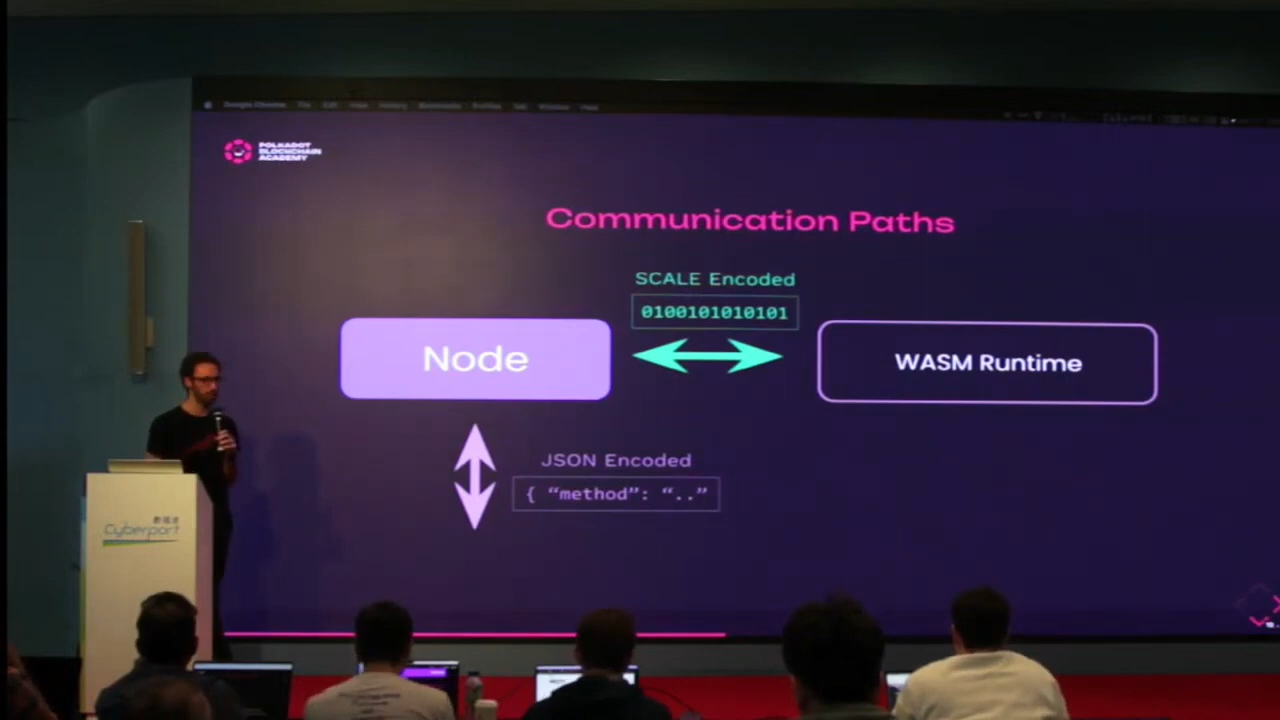 POLKADOT
BLOCKCHAIN
ACADEMY
Communication Paths
SCALE Encoded
0100101010101
Node
WASM Runtime
JSON Encoded
{ “method”: “..”
Cyberport